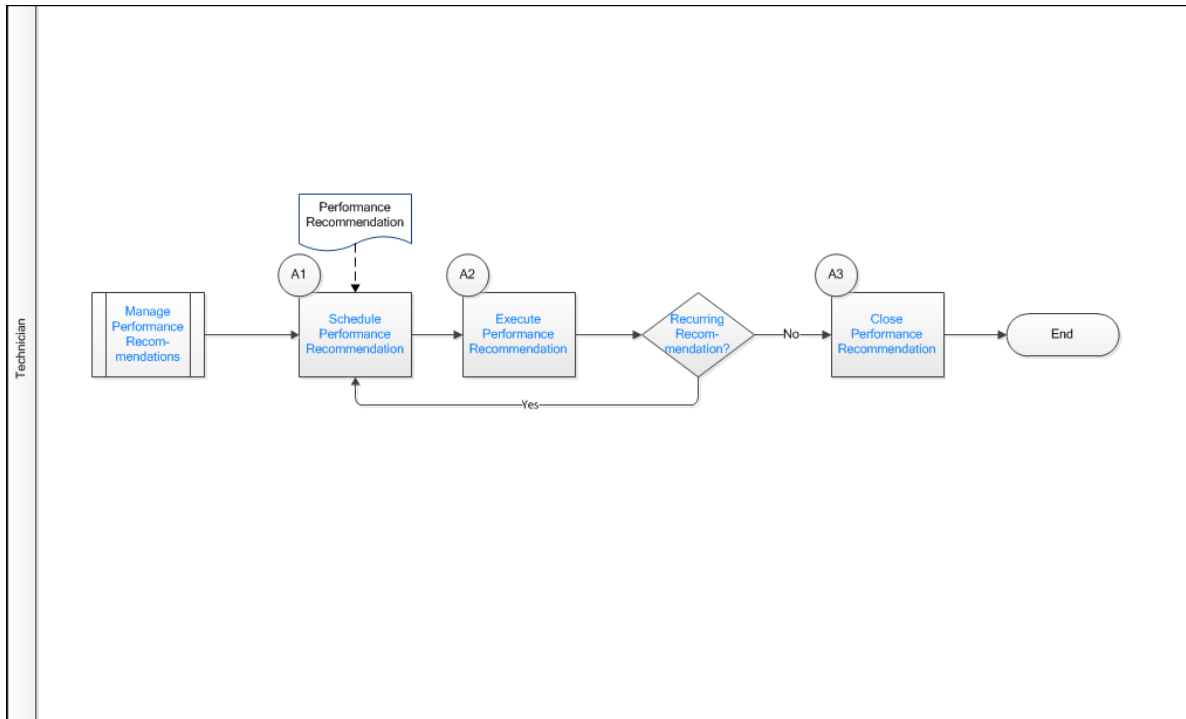 Technician
Performance
Recommendation
A1
A2
A3
Manage
Performance
Recom-
mendations
Schedule
Performance
Recommendation
Execute
Performance
Recommendation
Recurring
Recom-
mendation?
No
Close
Performance
Recommendation
End
Yes